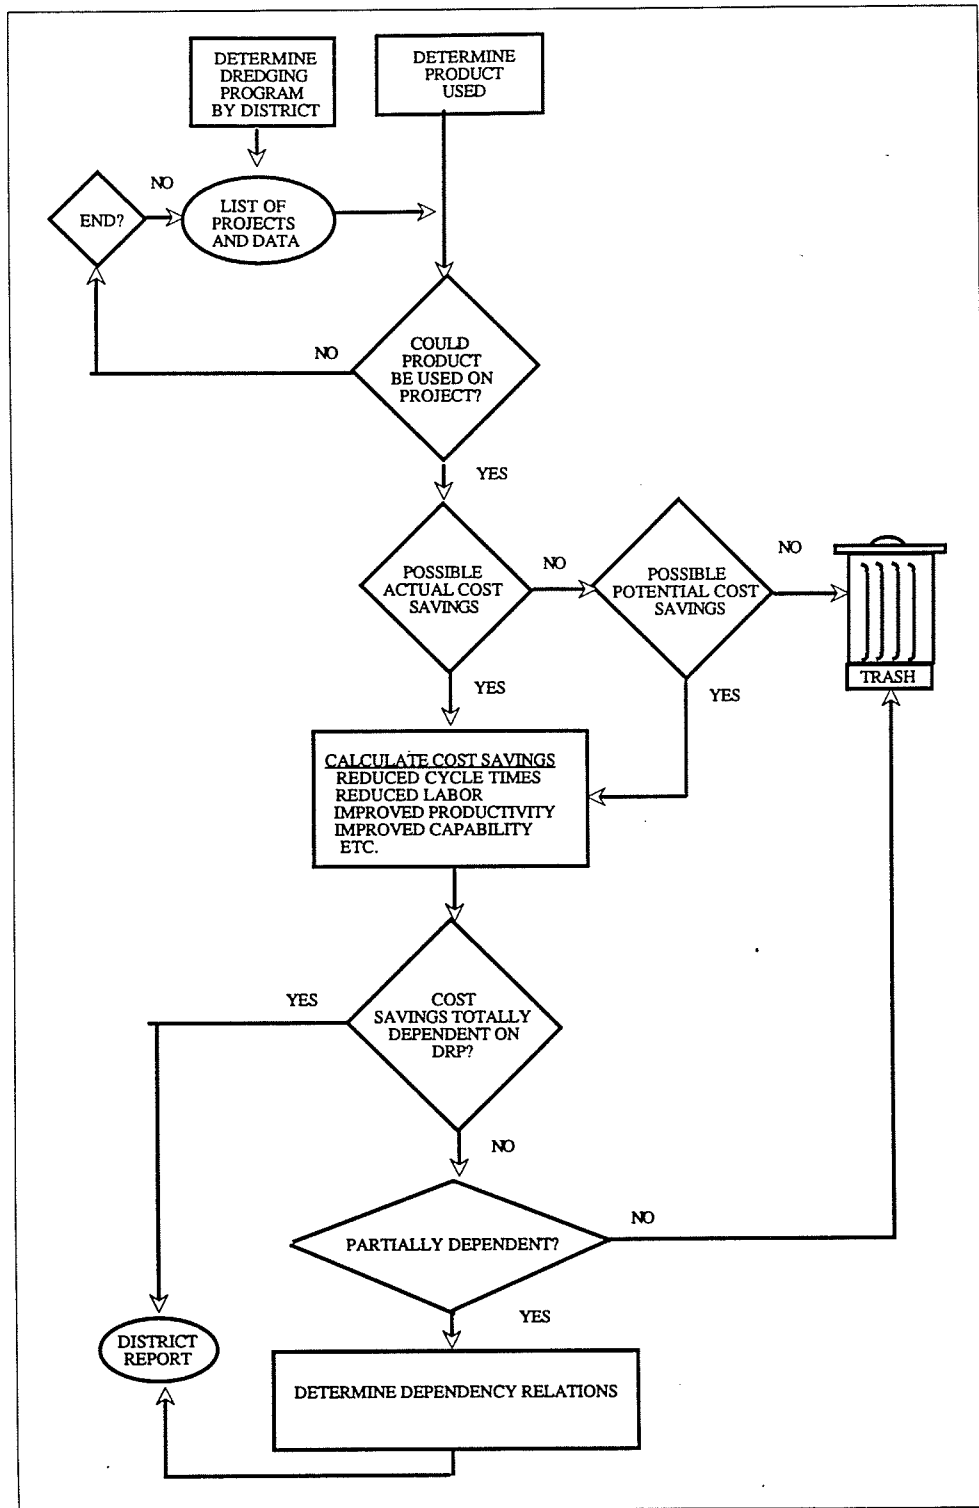 DETERMINE
DREDGING
PROGRAM
BY DISTRICT
DETERMINE
PRODUCT
USED
NO
END?
LIST OF
PROJECTS
AND DATA
NO
COULD
PRODUCT
BE USED ON
PROJECT?
YES
POSSIBLE
ACTUAL COST
SAVINGS
NO
POSSIBLE
POTENTIAL COST
SAVINGS
NO
TRASH
YES
YES
CALCULATE COST SAVINGS
REDUCED CYCLE TIMES
REDUCED LABOR
IMPROVED PRODUCTIVITY
IMPROVED CAPABILITY
ETC.
YES
COST
SAVINGS TOTALLY
DEPENDENT ON
DRP?
NO
PARTIALLY DEPENDENT?
NO
YES
DISTRICT
REPORT
DETERMINE DEPENDENCY RELATIONS